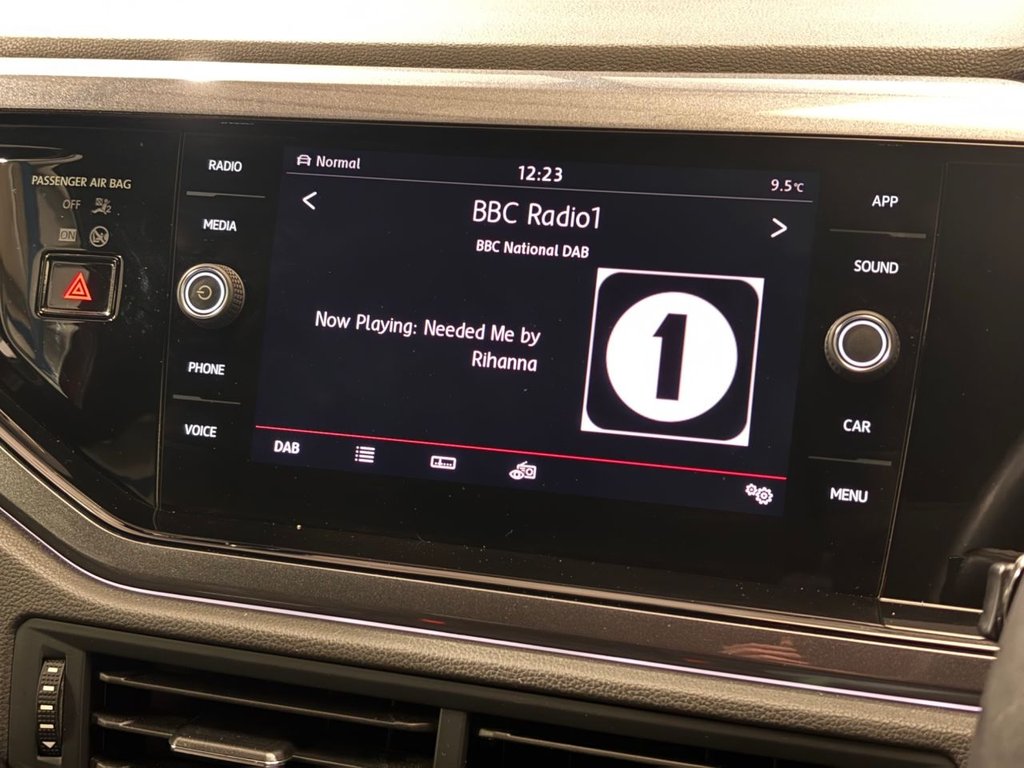 PASSENGER AIR BAG
OFF
ON
RADIO
MEDIA
PHONE
VOICE
Normal
12:23
9.5°C
<
BBC Radio1
>
BBC National DAB
Now Playing: Needed Me by
Rihanna
1
DAB
APP
SOUND
CAR
MENU